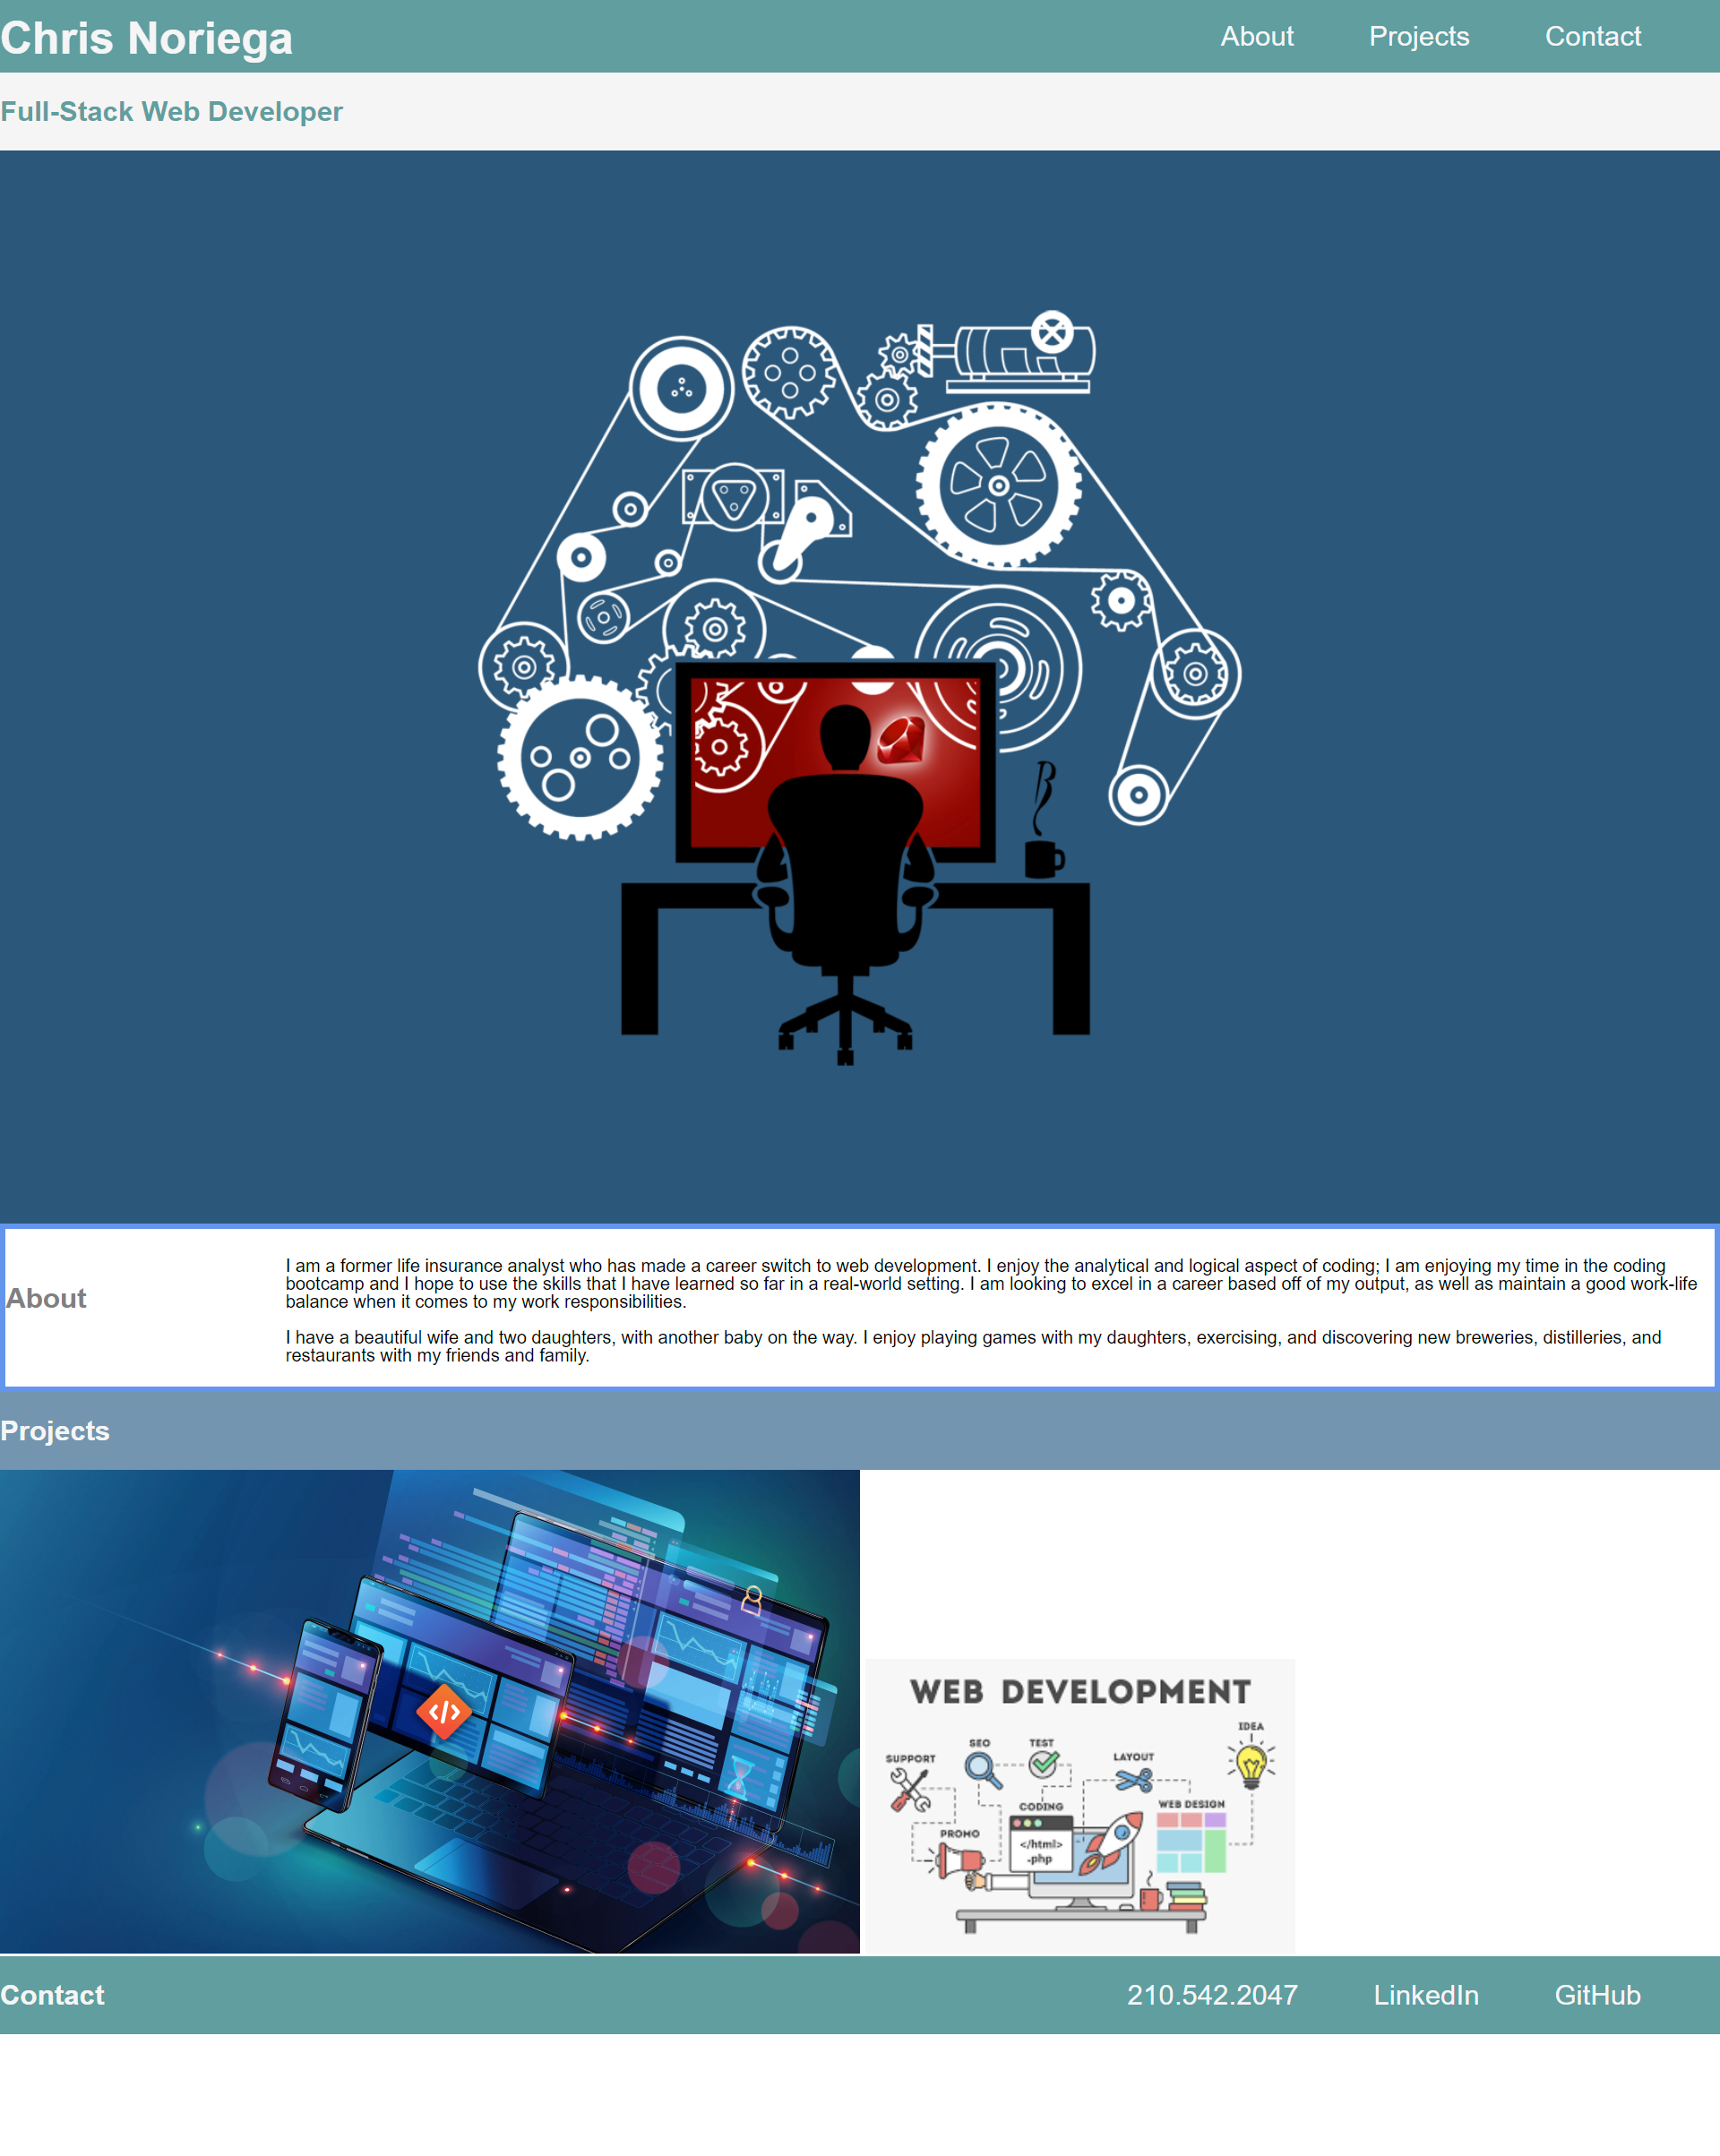 Chris Noriega
About Projects Contact
Full-Stack Web Developer
About
I am a former life insurance analyst who has made a career switch to web development. I enjoy the analytical and logical aspect of coding; I am enjoying my time in the coding
bootcamp and I hope to use the skills that I have learned so far in a real-world setting. I am looking to excel in a career based off of my output, as well as maintain a good work-life
balance when it comes to my work responsibilities.
I have a beautiful wife and two daughters, with another baby on the way. I enjoy playing games with my daughters, exercising, and discovering new breweries, distilleries, and
restaurants with my friends and family.
Projects
</>
WEB DEVELOPMENT
IDEA
SEO TEST
SUPPORT
LAYOUT
CODING
WEB DESIGN
PROMO
</html>
.php
Contact
210.542.2047 LinkedIn GitHub